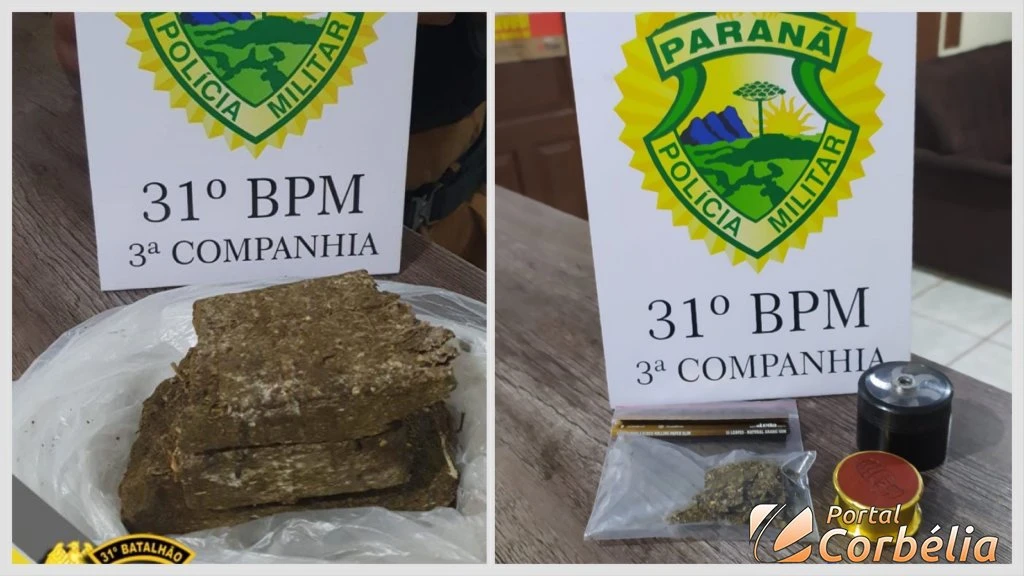 POLÍCIA MILITAR
31º BPM
3ª COMPANHIA
31º BATALHÃO
PARANÁ
POLÍCIA MILITAR
31º BPM
3ª COMPANHIA
Portal
Corbélia